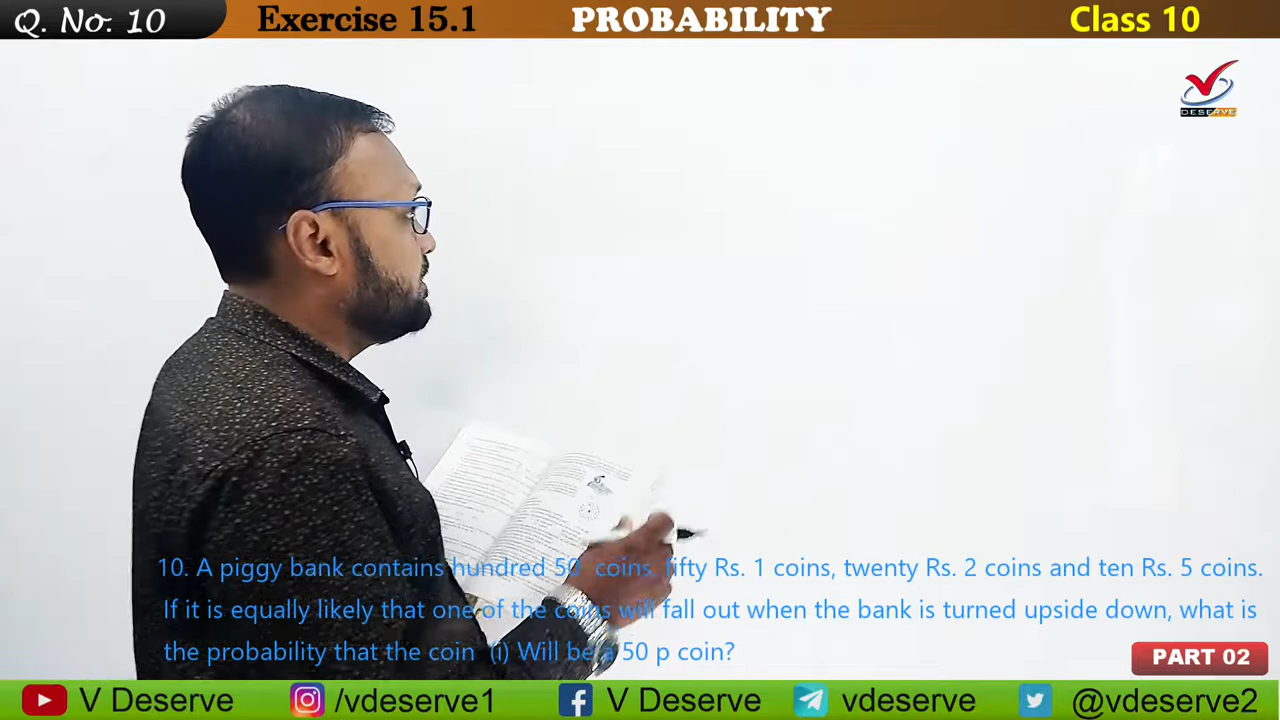 Q. No. 10
Exercise 15.1
PROBABILITY
Class 10
DESERVE
10. A piggy bank contains hundred 50 coins, fifty Rs. 1 coins, twenty Rs. 2 coins and ten Rs. 5 coins.
If it is equally likely that one of the coins will fall out when the bank is turned upside down, what is
the probability that the coin (i) Will be a 50 p coin?
PART 02
V Deserve
/vdeserve1
V Deserve
vdeserve
@vdeserve2